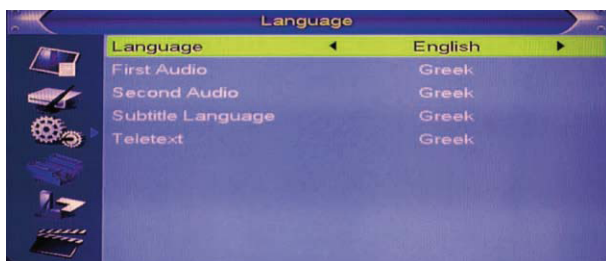 Language
Language English
First Audio Greek
Second Audio Greek
Subtitle Language Greek
Teletext Greek